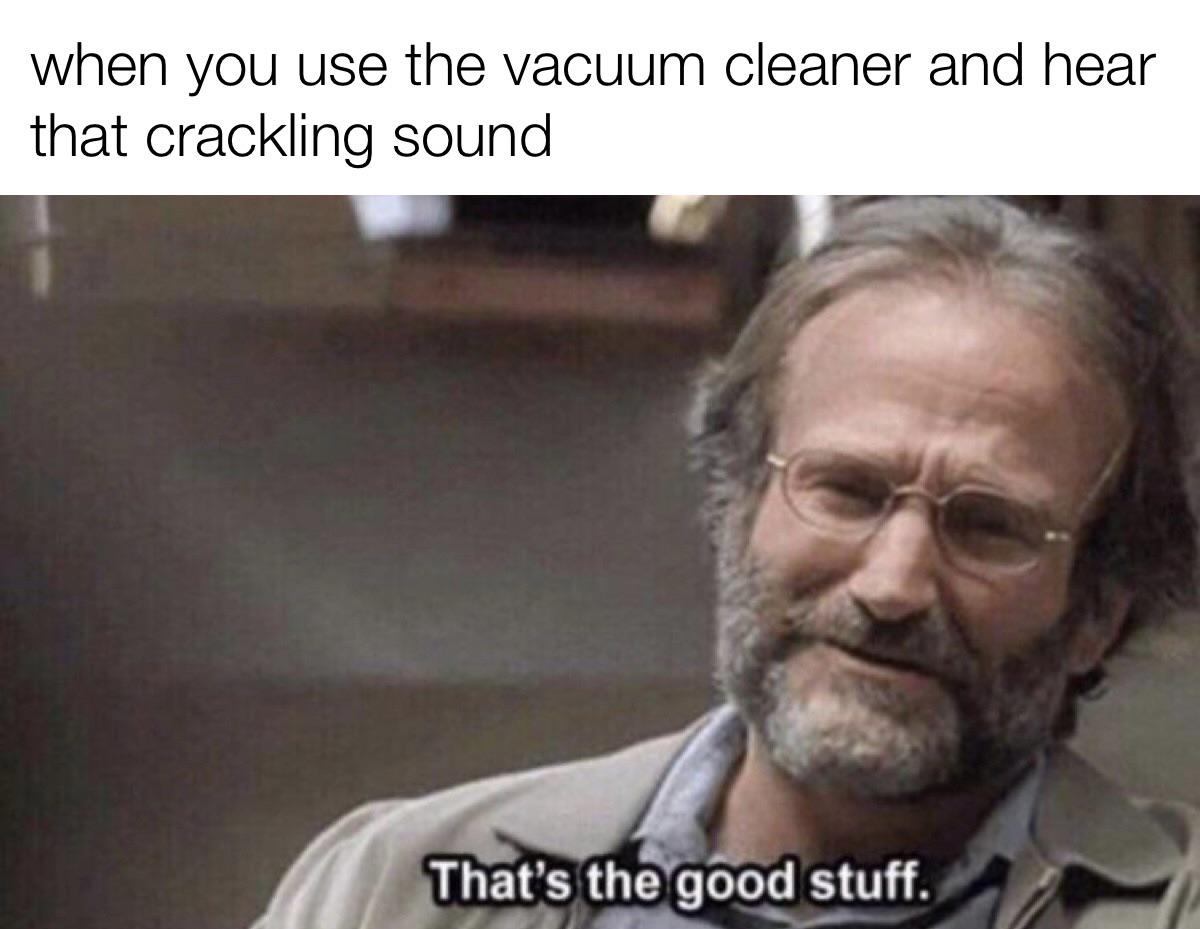 when you use the vacuum cleaner and hear
that crackling sound
That's the good stuff.